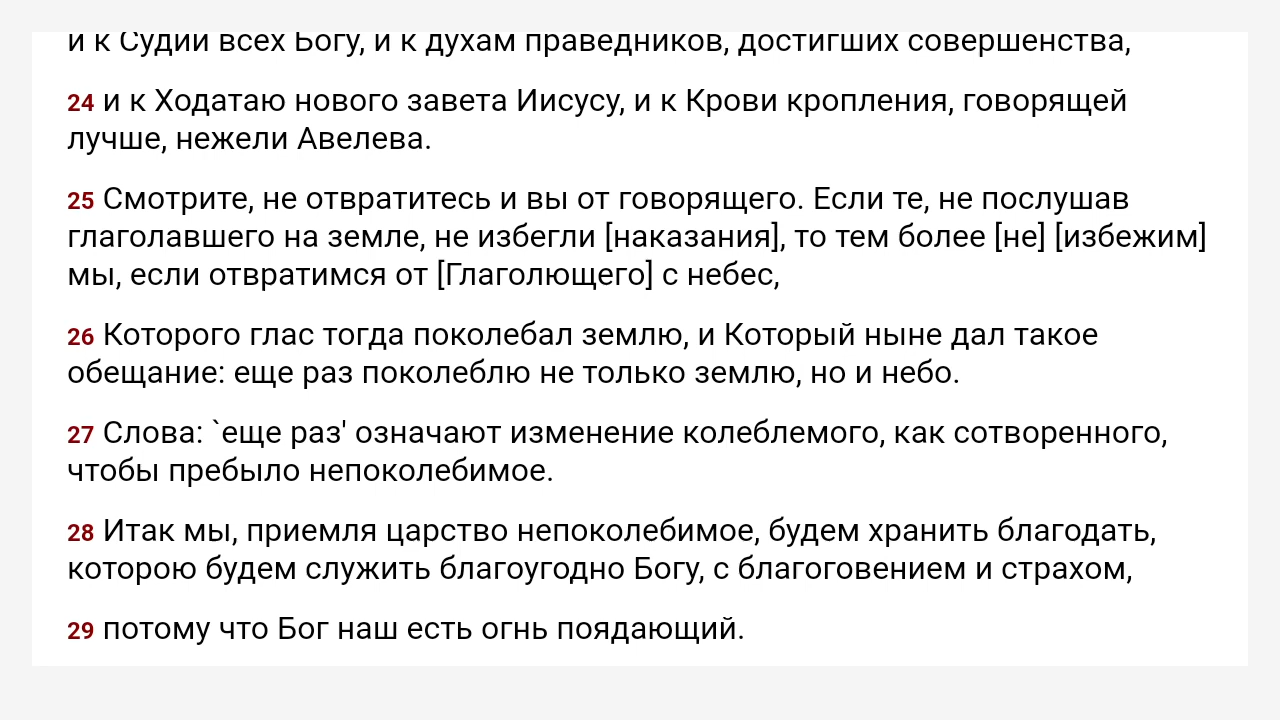 и к Судии всех Богу, и к духам праведников, достигших совершенства,
24 и к Ходатаю нового завета Иисусу, и к Крови кропления, говорящей
лучше, нежели Авелева.
25 Смотрите, не отвратитесь и вы от говорящего. Если те, не послушав
глаголавшего на земле, не избегли [наказания], то тем более [не] [избежим]
мы, если отвратимся от [Глаголющего] с небес,
26 Которого глас тогда поколебал землю, и Который ныне дал такое
обещание: еще раз поколеблю не только землю, но и небо.
27 Слова: `еще раз' означают изменение колеблемого, как сотворенного,
чтобы пребыло непоколебимое.
28 Итак мы, приемля царство непоколебимое, будем хранить благодать,
которою будем служить благоугодно Богу, с благоговением и страхом,
29 потому что Бог наш есть огнь поядающий.